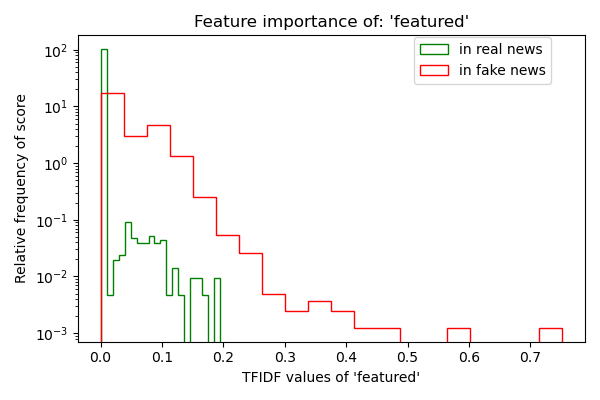 Feature importance of: 'featured'
in real news
in fake news
Relative frequency of score
10²
10¹
10⁰
10⁻¹
10⁻²
10⁻³
0.0 0.1 0.2 0.3 0.4 0.5 0.6 0.7
TFIDF values of 'featured'